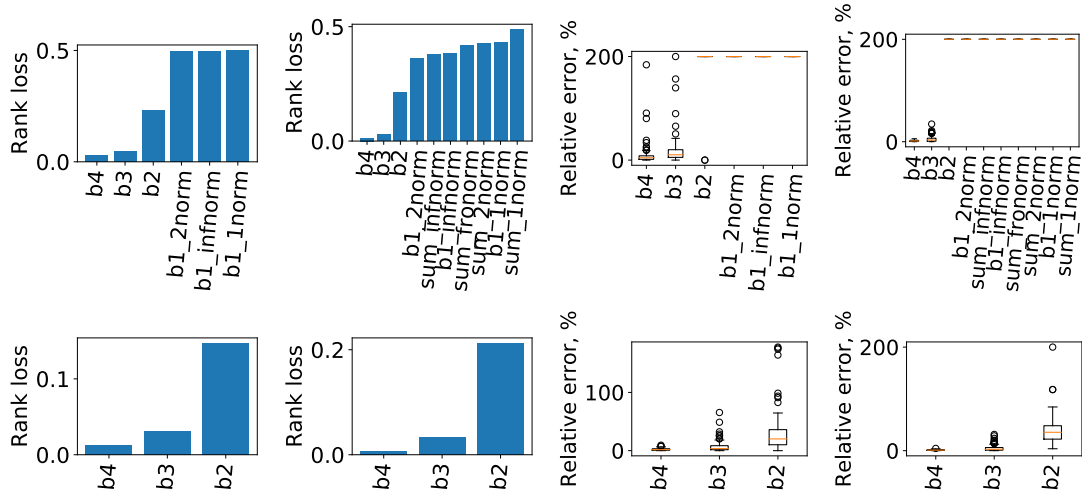 Rank loss
0.5
0.0
b4
b3
b2
b1_2norm
b1_infnorm
b1_1norm
Rank loss
0.5
0.0
b4
b3
b2
b1_2norm
sum_infnorm
b1_infnorm
sum_fronorm
sum_2norm
b1_1norm
sum_1norm
Relative error, %
200
0
b4
b3
b2
b1_2norm
b1_infnorm
b1_1norm
Relative error, %
200
0
b4
b3
b2
b1_2norm
sum_infnorm
b1_infnorm
sum_fronorm
sum_2norm
b1_1norm
sum_1norm
Rank loss
0.1
0.0
b4
b3
b2
Rank loss
0.2
0.0
b4
b3
b2
Relative error, %
100
0
b4
b3
b2
Relative error, %
200
100
0
b4
b3
b2